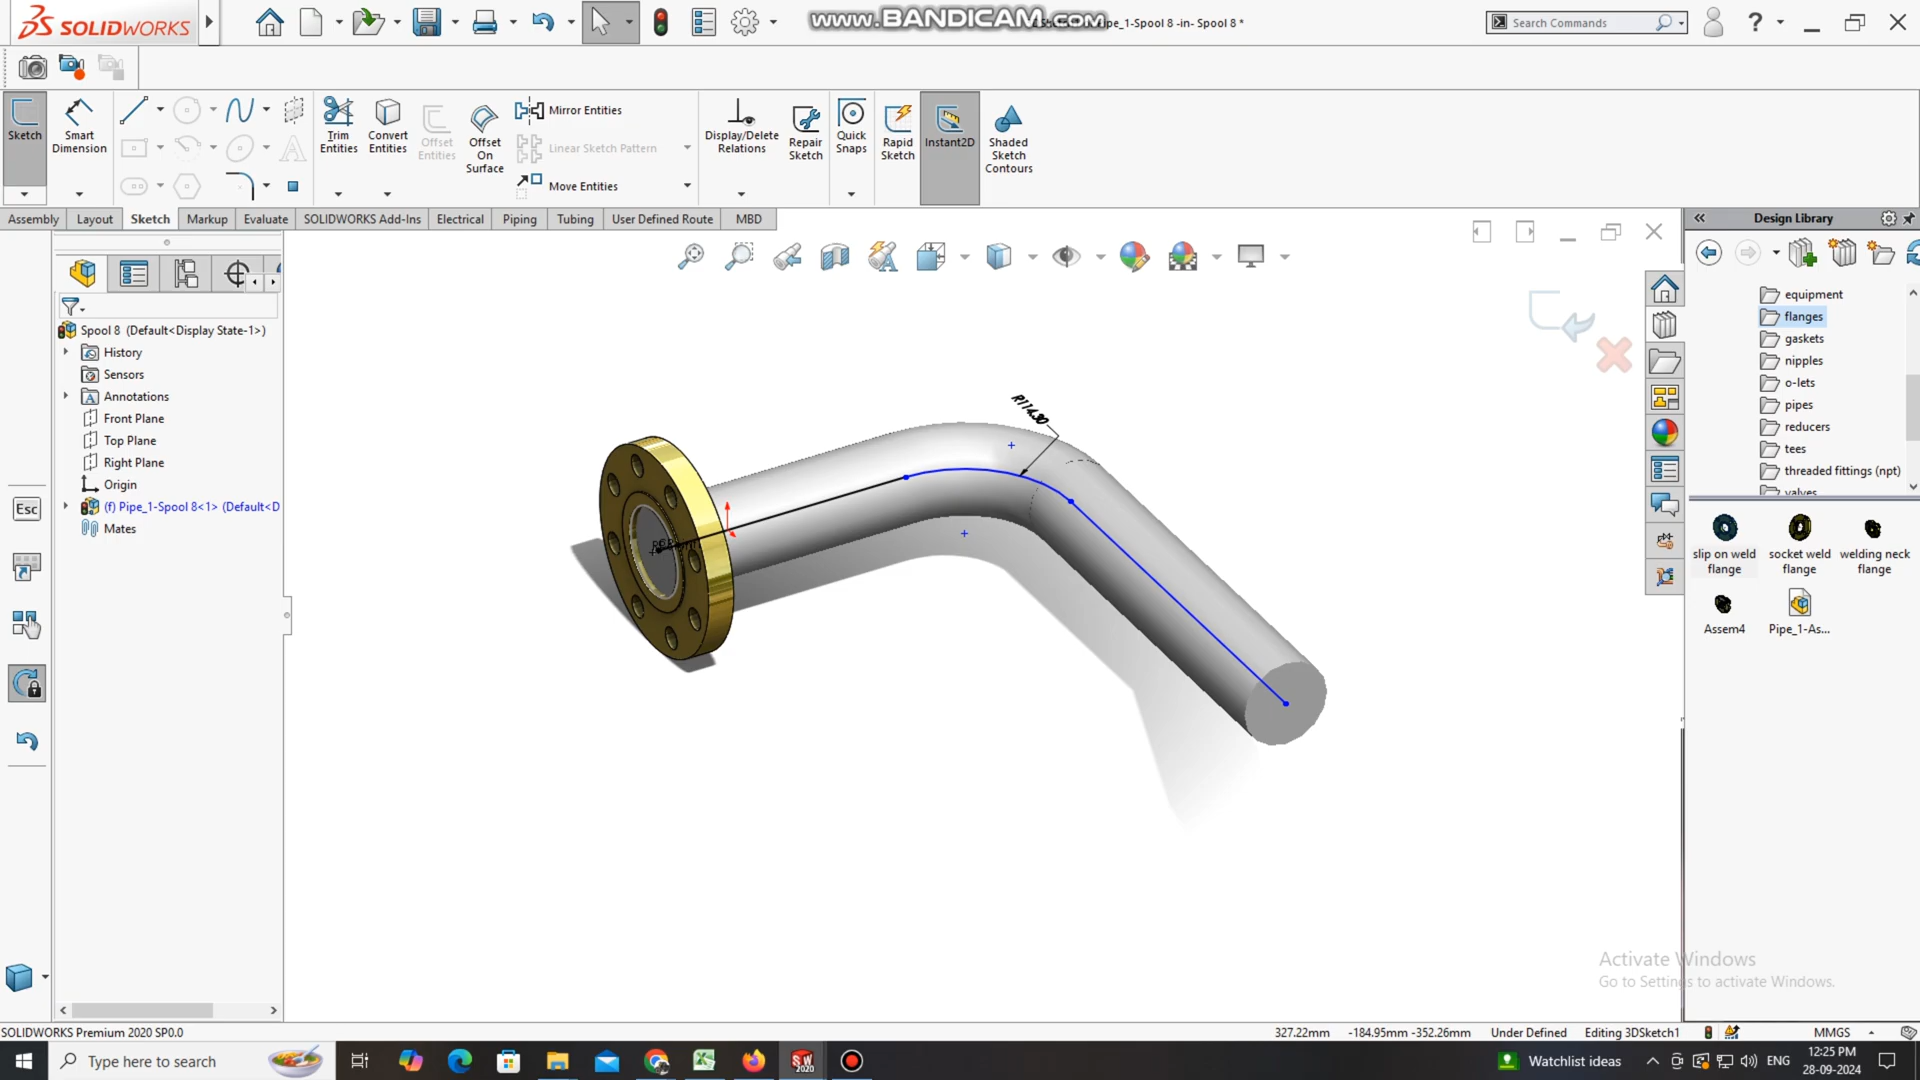 SOLIDWORKS
www.BANDICAM.com
pe_1-Spool 8 -in- Spool 8 *
Search Commands
?
Sketch
Smart Dimension
Trim Entities
Convert Entities
Offset Entities
Offset On Surface
Mirror Entities
Linear Sketch Pattern
Move Entities
Display/Delete Relations
Repair Sketch
Quick Snaps
Rapid Sketch
Instant2D
Shaded Sketch Contours
Assembly
Layout
Sketch
Markup
Evaluate
SOLIDWORKS Add-Ins
Electrical
Piping
Tubing
User Defined Route
MBD
Design Library
Spool 8 (Default<Display State-1>)
History
Sensors
Annotations
Front Plane
Top Plane
Right Plane
Origin
(f) Pipe_1-Spool 8<1> (Default<D
Mates
Esc
R114.30
equipment
flanges
gaskets
nipples
o-lets
pipes
reducers
tees
threaded fittings (npt)
valves
slip on weld flange
socket weld flange
welding neck flange
Assem4
Pipe_1-As...
Activate Windows
Go to Settings to activate Windows.
SOLIDWORKS Premium 2020 SP0.0
327.22mm
-184.95mm -352.26mm
Under Defined
Editing 3DSketch1
MMGS
Type here to search
SW
2020
Watchlist ideas
ENG
12:25 PM
28-09-2024